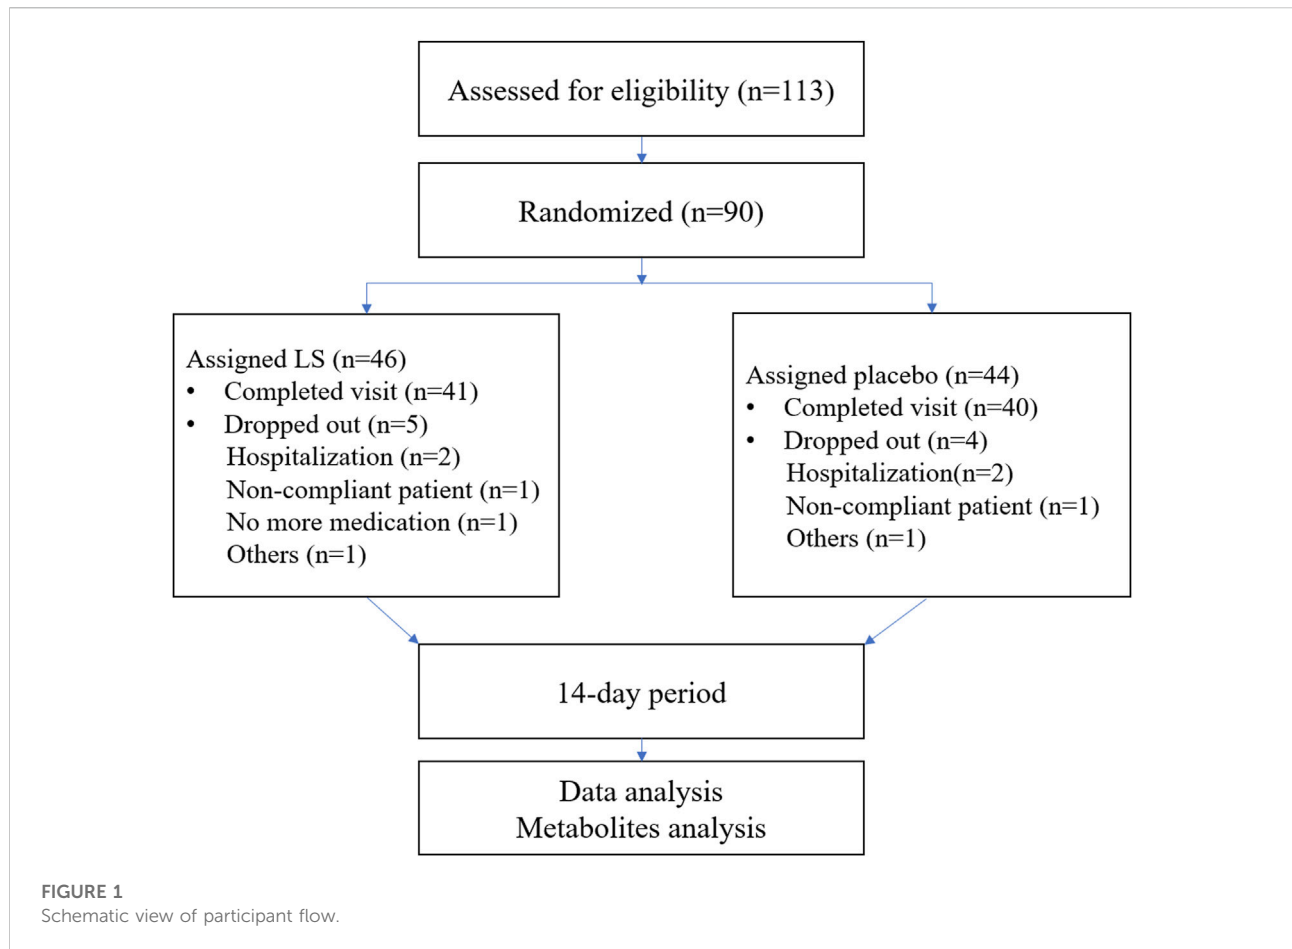 Assessed for eligibility (n=113)
Randomized (n=90)
Assigned LS (n=46)
• Completed visit (n=41)
• Dropped out (n=5)
Hospitalization (n=2)
Non-compliant patient (n=1)
No more medication (n=1)
Others (n=1)
Assigned placebo (n=44)
• Completed visit (n=40)
• Dropped out (n=4)
Hospitalization(n=2)
Non-compliant patient (n=1)
Others (n=1)
14-day period
Data analysis
Metabolites analysis
FIGURE 1
Schematic view of participant flow.